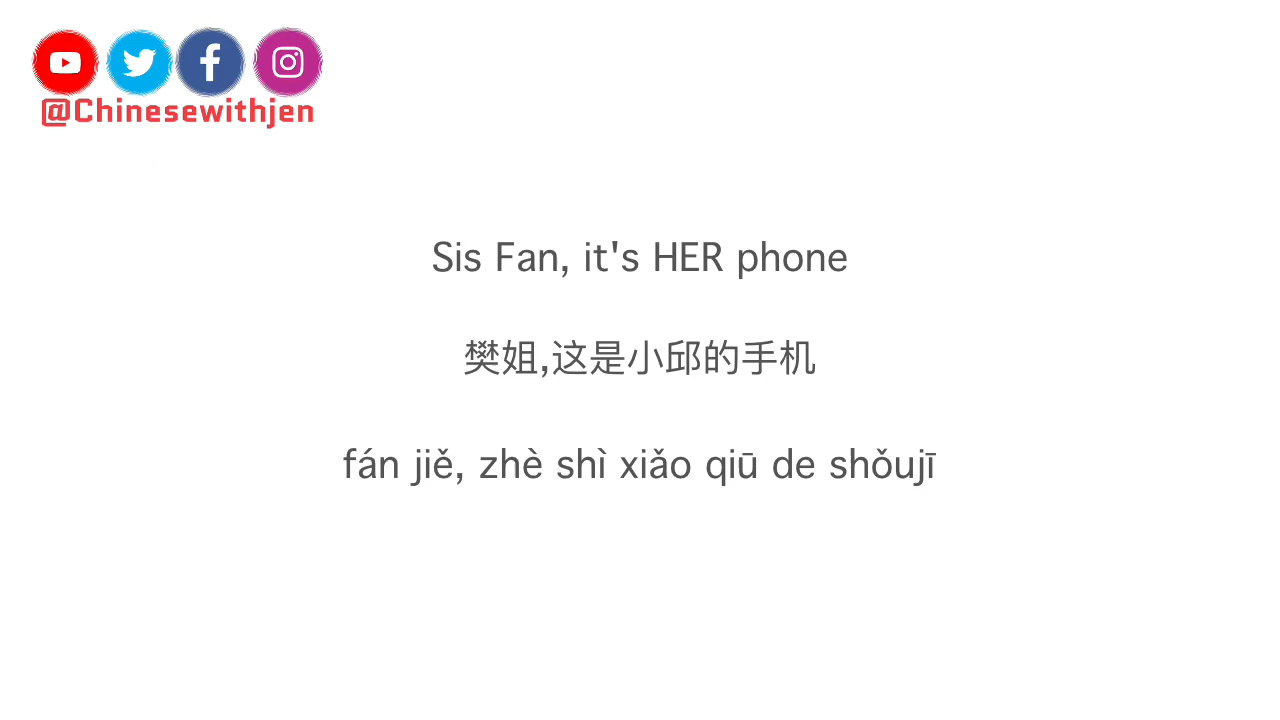 @Chinesewithjen
Sis Fan, it's HER phone
樊姐,这是小邱的手机
fán jiě, zhè shì xiǎo qiū de shǒujī